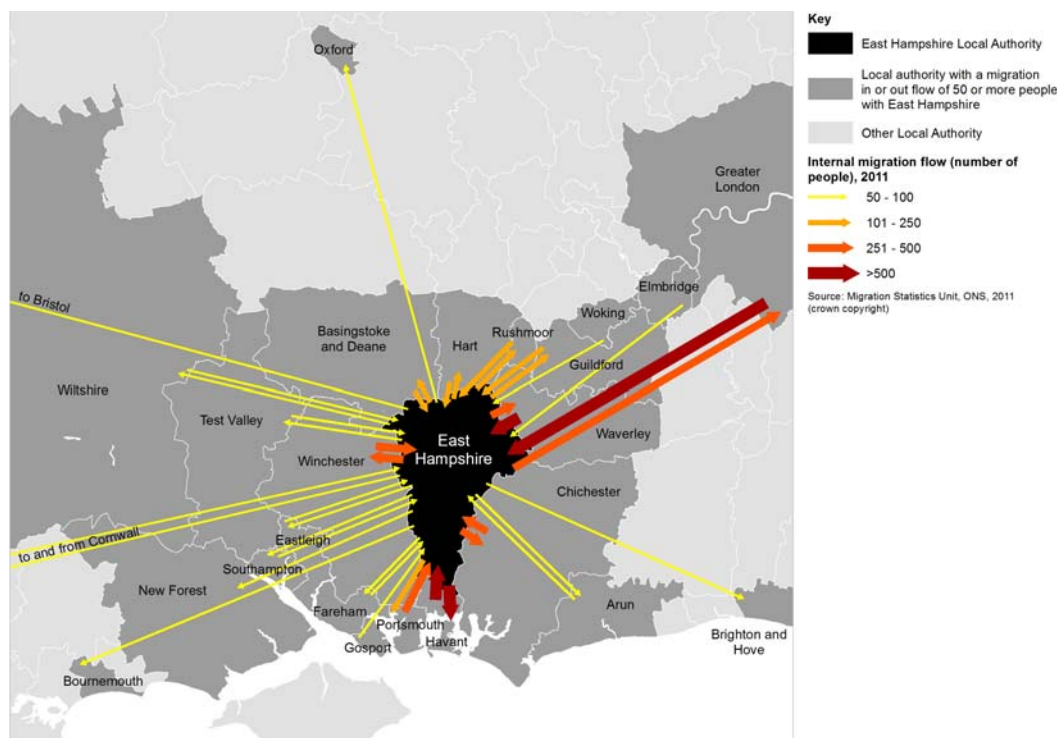 Oxford
Greater
London
Elmbridge
Woking
to Bristol
Basingstoke
and Deane
Hart
Rushmoor
Guildford
Wiltshire
Test Valley
Waverley
East
Hampshire
Winchester
Chichester
to and from Cornwall
Eastleigh
Southampton
New Forest
Fareham
Portsmouth
Arun
Gosport
Havant
Brighton and
Hove
Bournemouth
Key
East Hampshire Local Authority
Local authority with a migration
in or out flow of 50 or more people
with East Hampshire
Other Local Authority
Internal migration flow (number of
people), 2011
50 - 100
101 - 250
251 - 500
>500
Source: Migration Statistics Unit, ONS, 2011
(crown copyright)